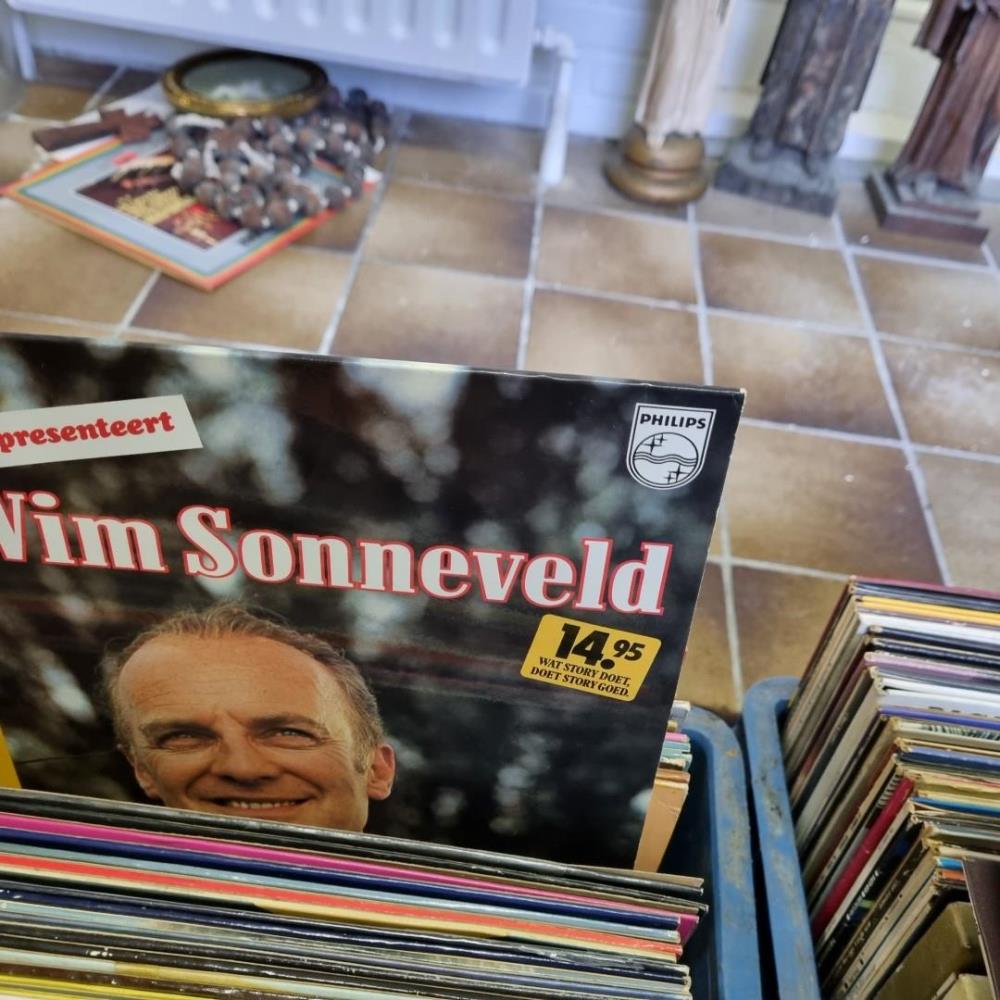 presenteert
PHILIPS
Wim Sonneveld
14.95
WAT STORY DOET,
DOET STORY GOED.